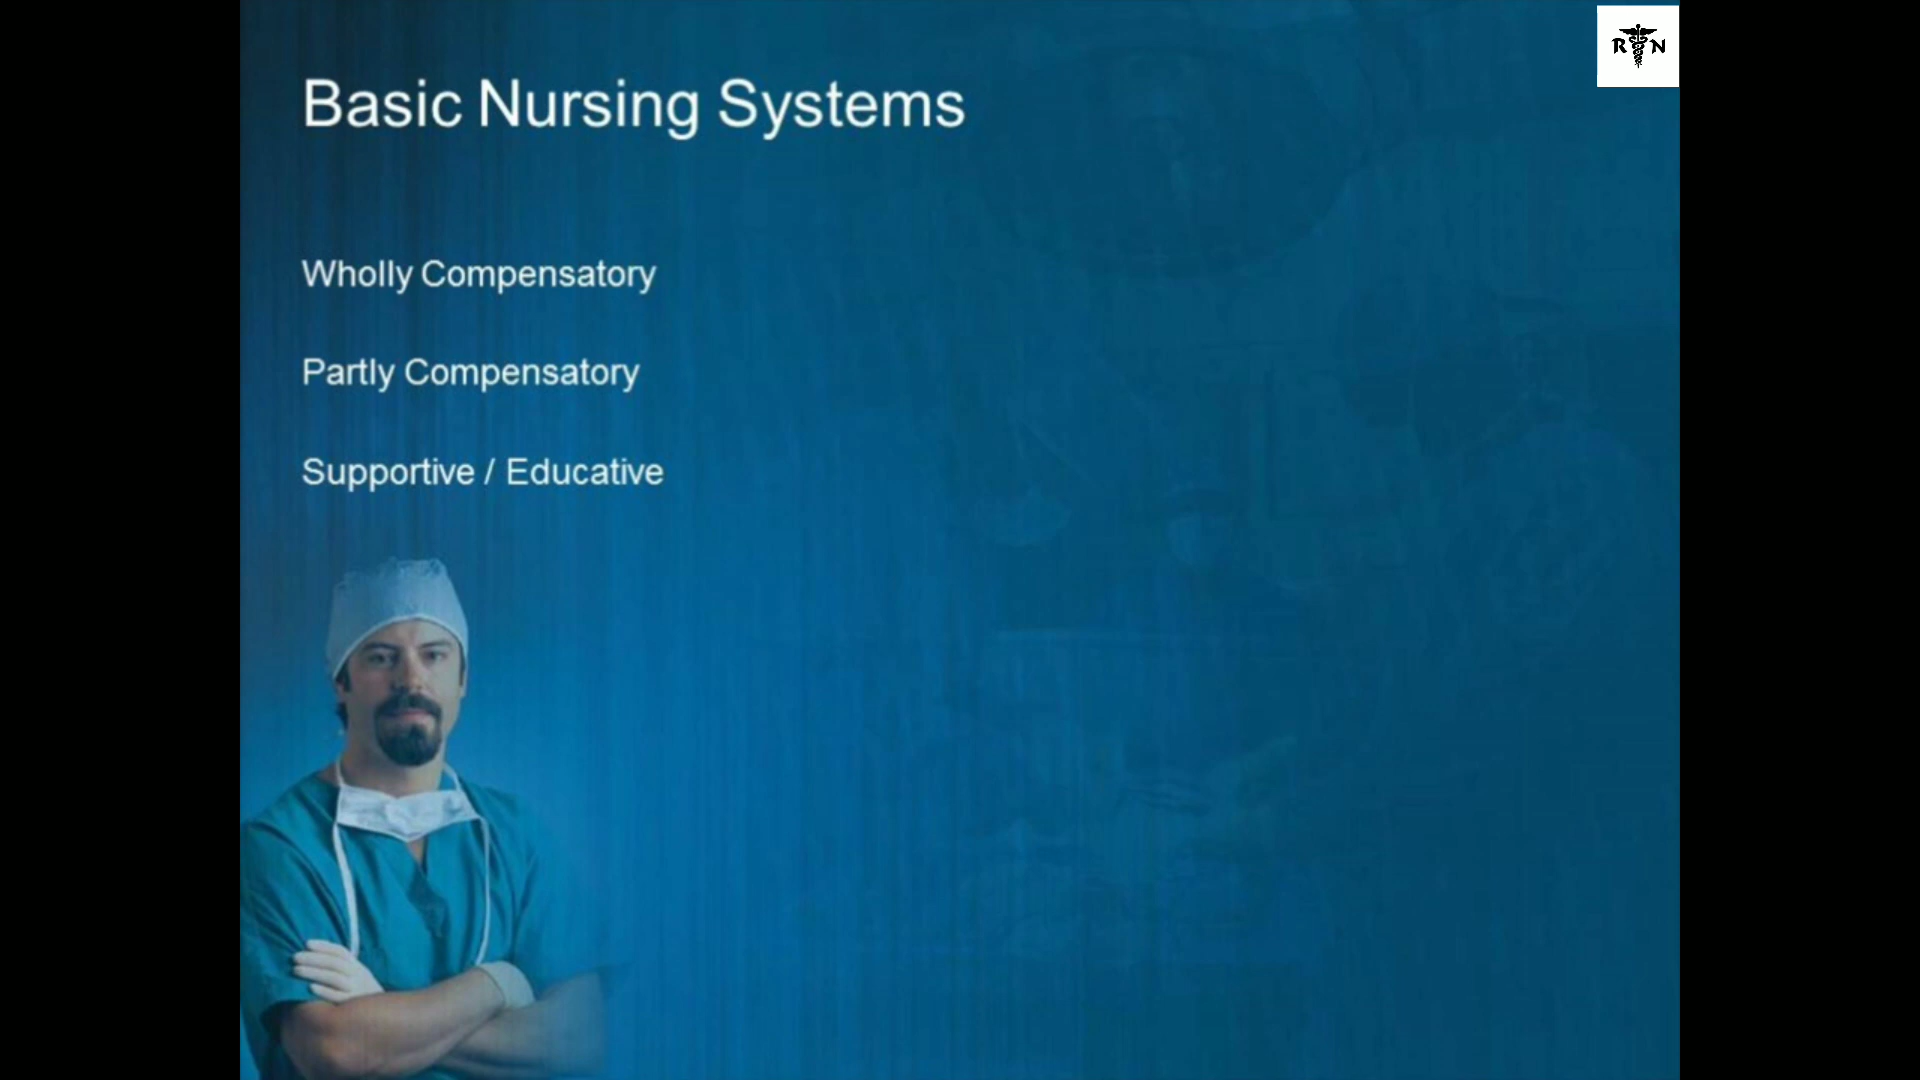 Basic Nursing Systems
R N
Wholly Compensatory
Partly Compensatory
Supportive / Educative